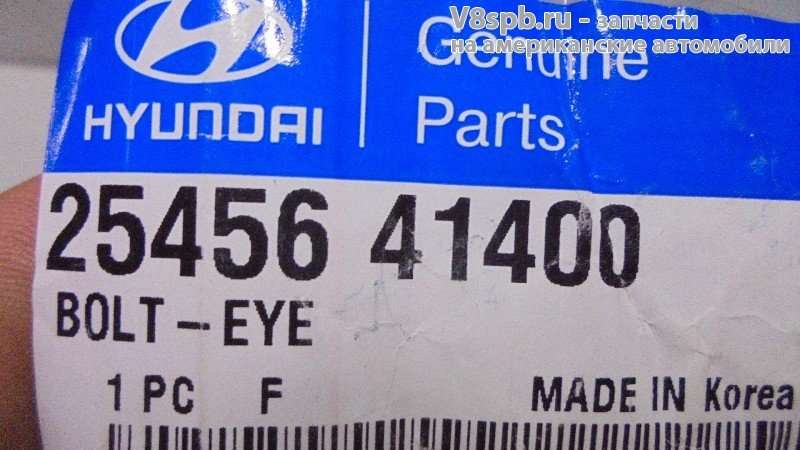 V8spb.ru - запчасти
на американские автомобили
HYUNDAI
Genuine
Parts
25456 41400
BOLT-EYE
1 PC F
MADE IN Korea